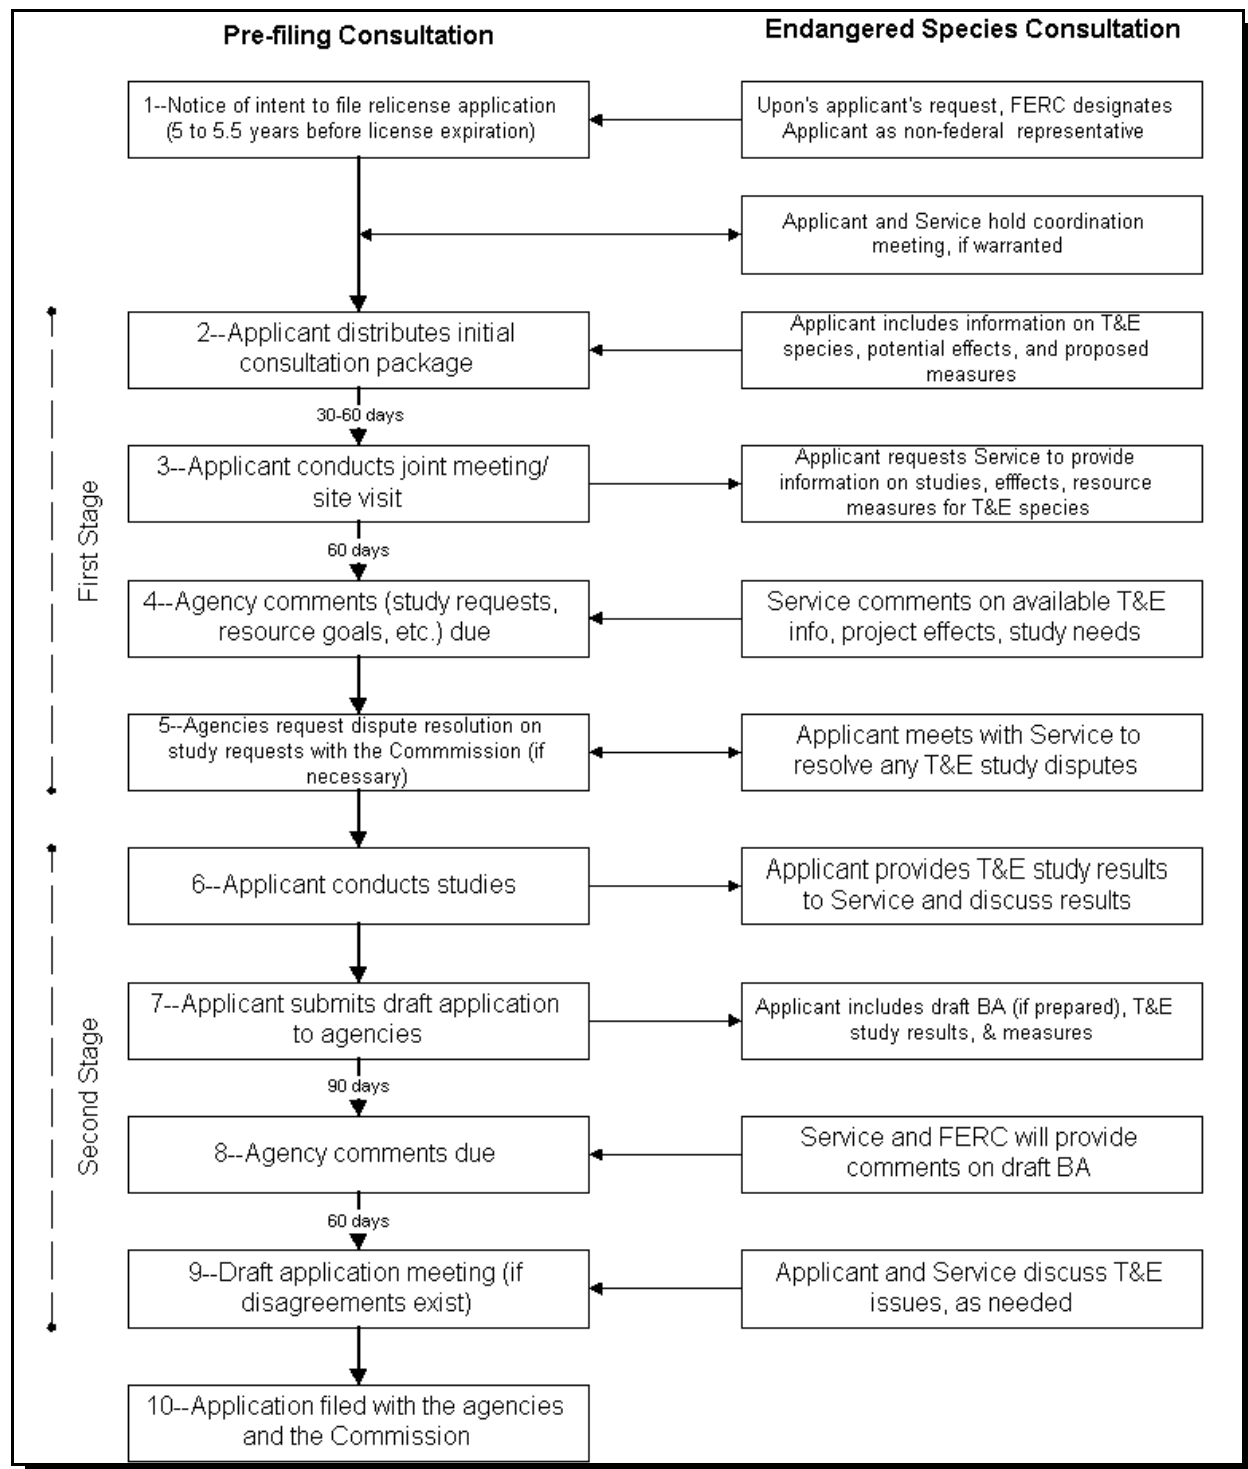 Pre-filing Consultation
Endangered Species Consultation
1--Notice of intent to file relicense application
(5 to 5.5 years before license expiration)
Upon's applicant's request, FERC designates
Applicant as non-federal representative
Applicant and Service hold coordination
meeting, if warranted
2--Applicant distributes initial
consultation package
Applicant includes information on T&E
species, potential effects, and proposed
measures
30-60 days
3--Applicant conducts joint meeting/
site visit
Applicant requests Service to provide
information on studies, efffects, resource
measures for T&E species
60 days
First Stage
4--Agency comments (study requests,
resource goals, etc.) due
Service comments on available T&E
info, project effects, study needs
5--Agencies request dispute resolution on
study requests with the Commmission (if
necessary)
Applicant meets with Service to
resolve any T&E study disputes
6--Applicant conducts studies
Applicant provides T&E study results
to Service and discuss results
7--Applicant submits draft application
to agencies
Applicant includes draft BA (if prepared), T&E
study results, & measures
90 days
Second Stage
8--Agency comments due
Service and FERC will provide
comments on draft BA
60 days
9--Draft application meeting (if
disagreements exist)
Applicant and Service discuss T&E
issues, as needed
10--Application filed with the agencies
and the Commission